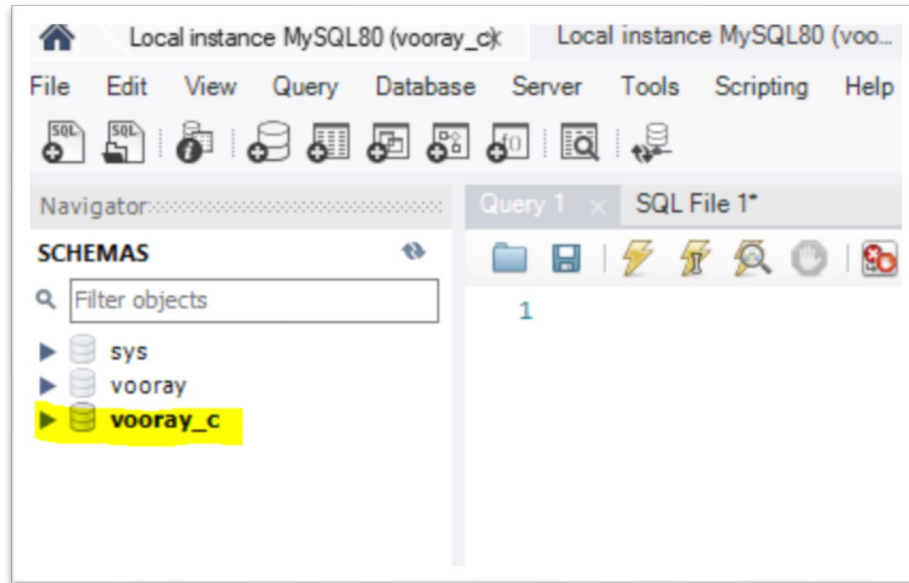 Local instance MySQL80 (vooray_c) Local instance MySQL80 (voo...
File Edit View Query Database Server Tools Scripting Help
SQL SQL
Navigator Query 1 SQL File 1*
SCHEMAS
Filter objects
1
sys
vooray
vooray_c